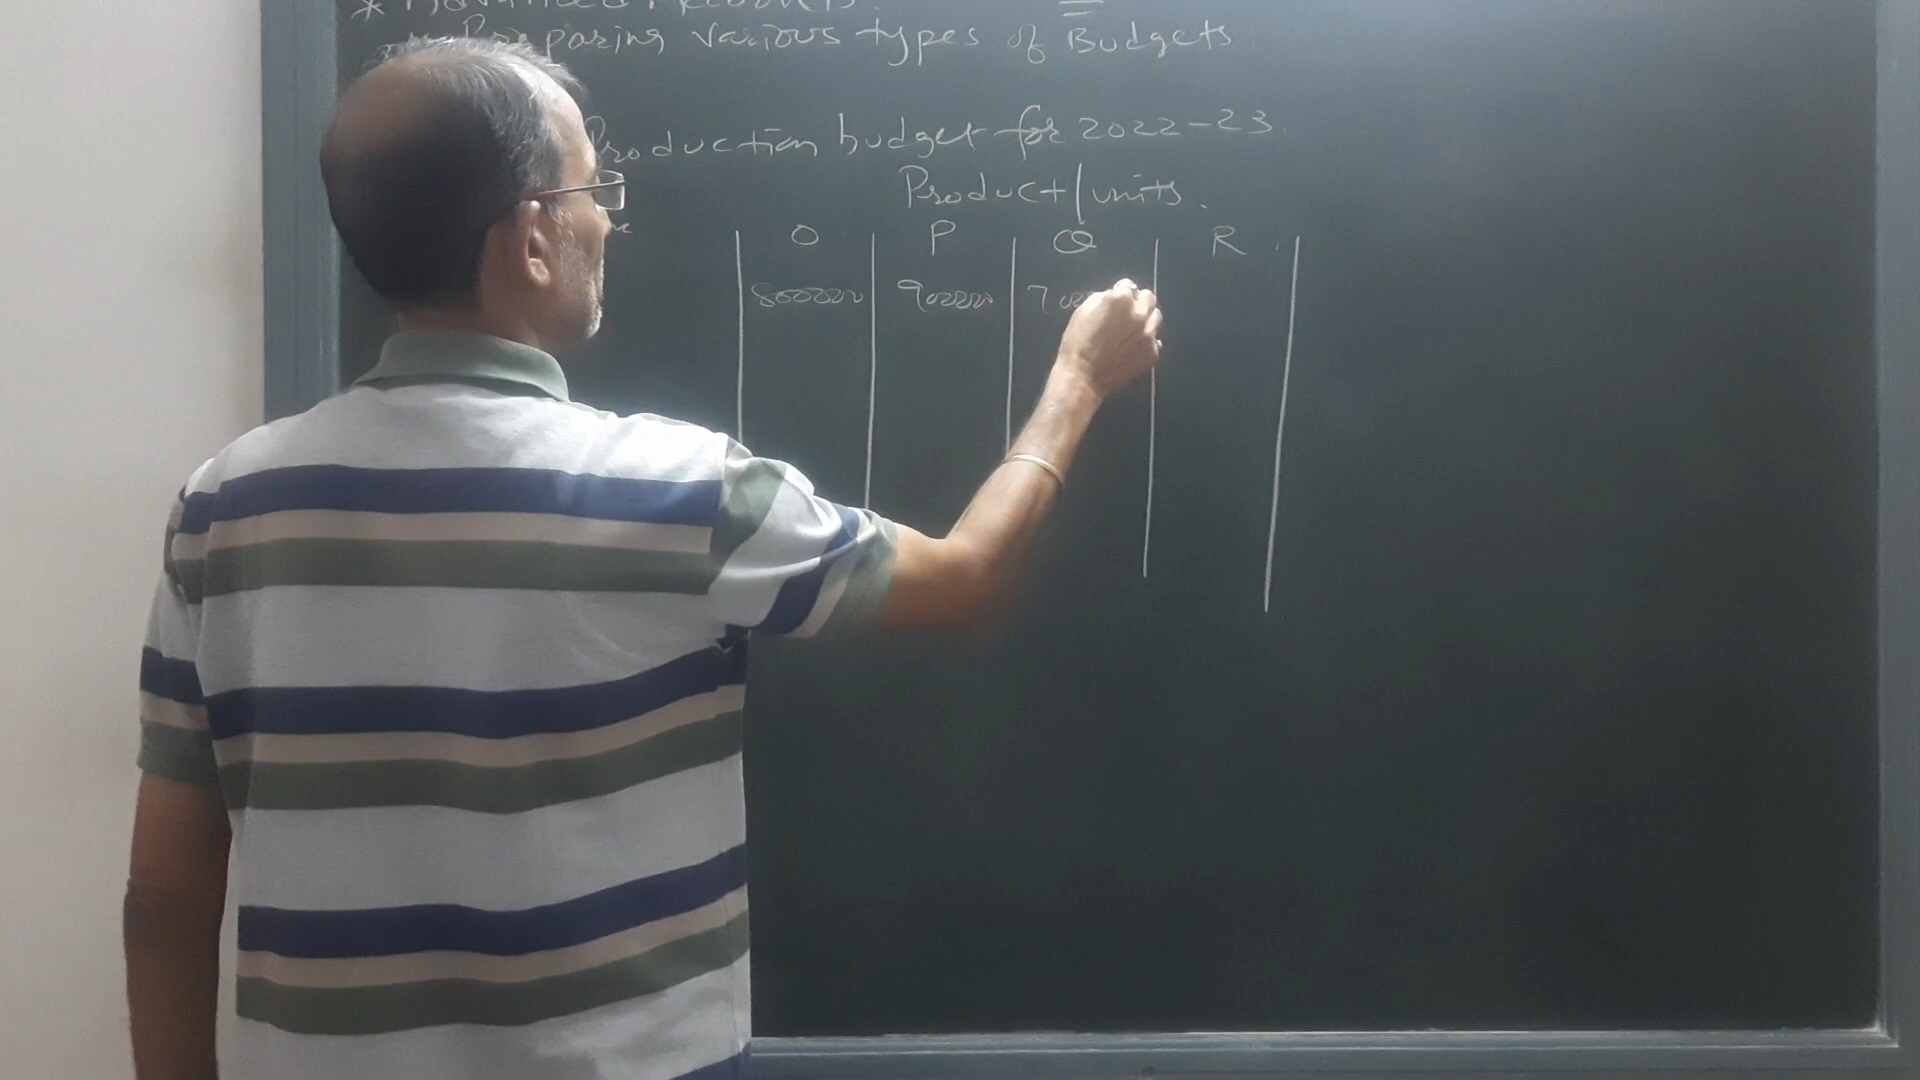 Preparing various types of Budgets
Production budget for 2022-23.
Product/units.
O P Q R
800000 900000